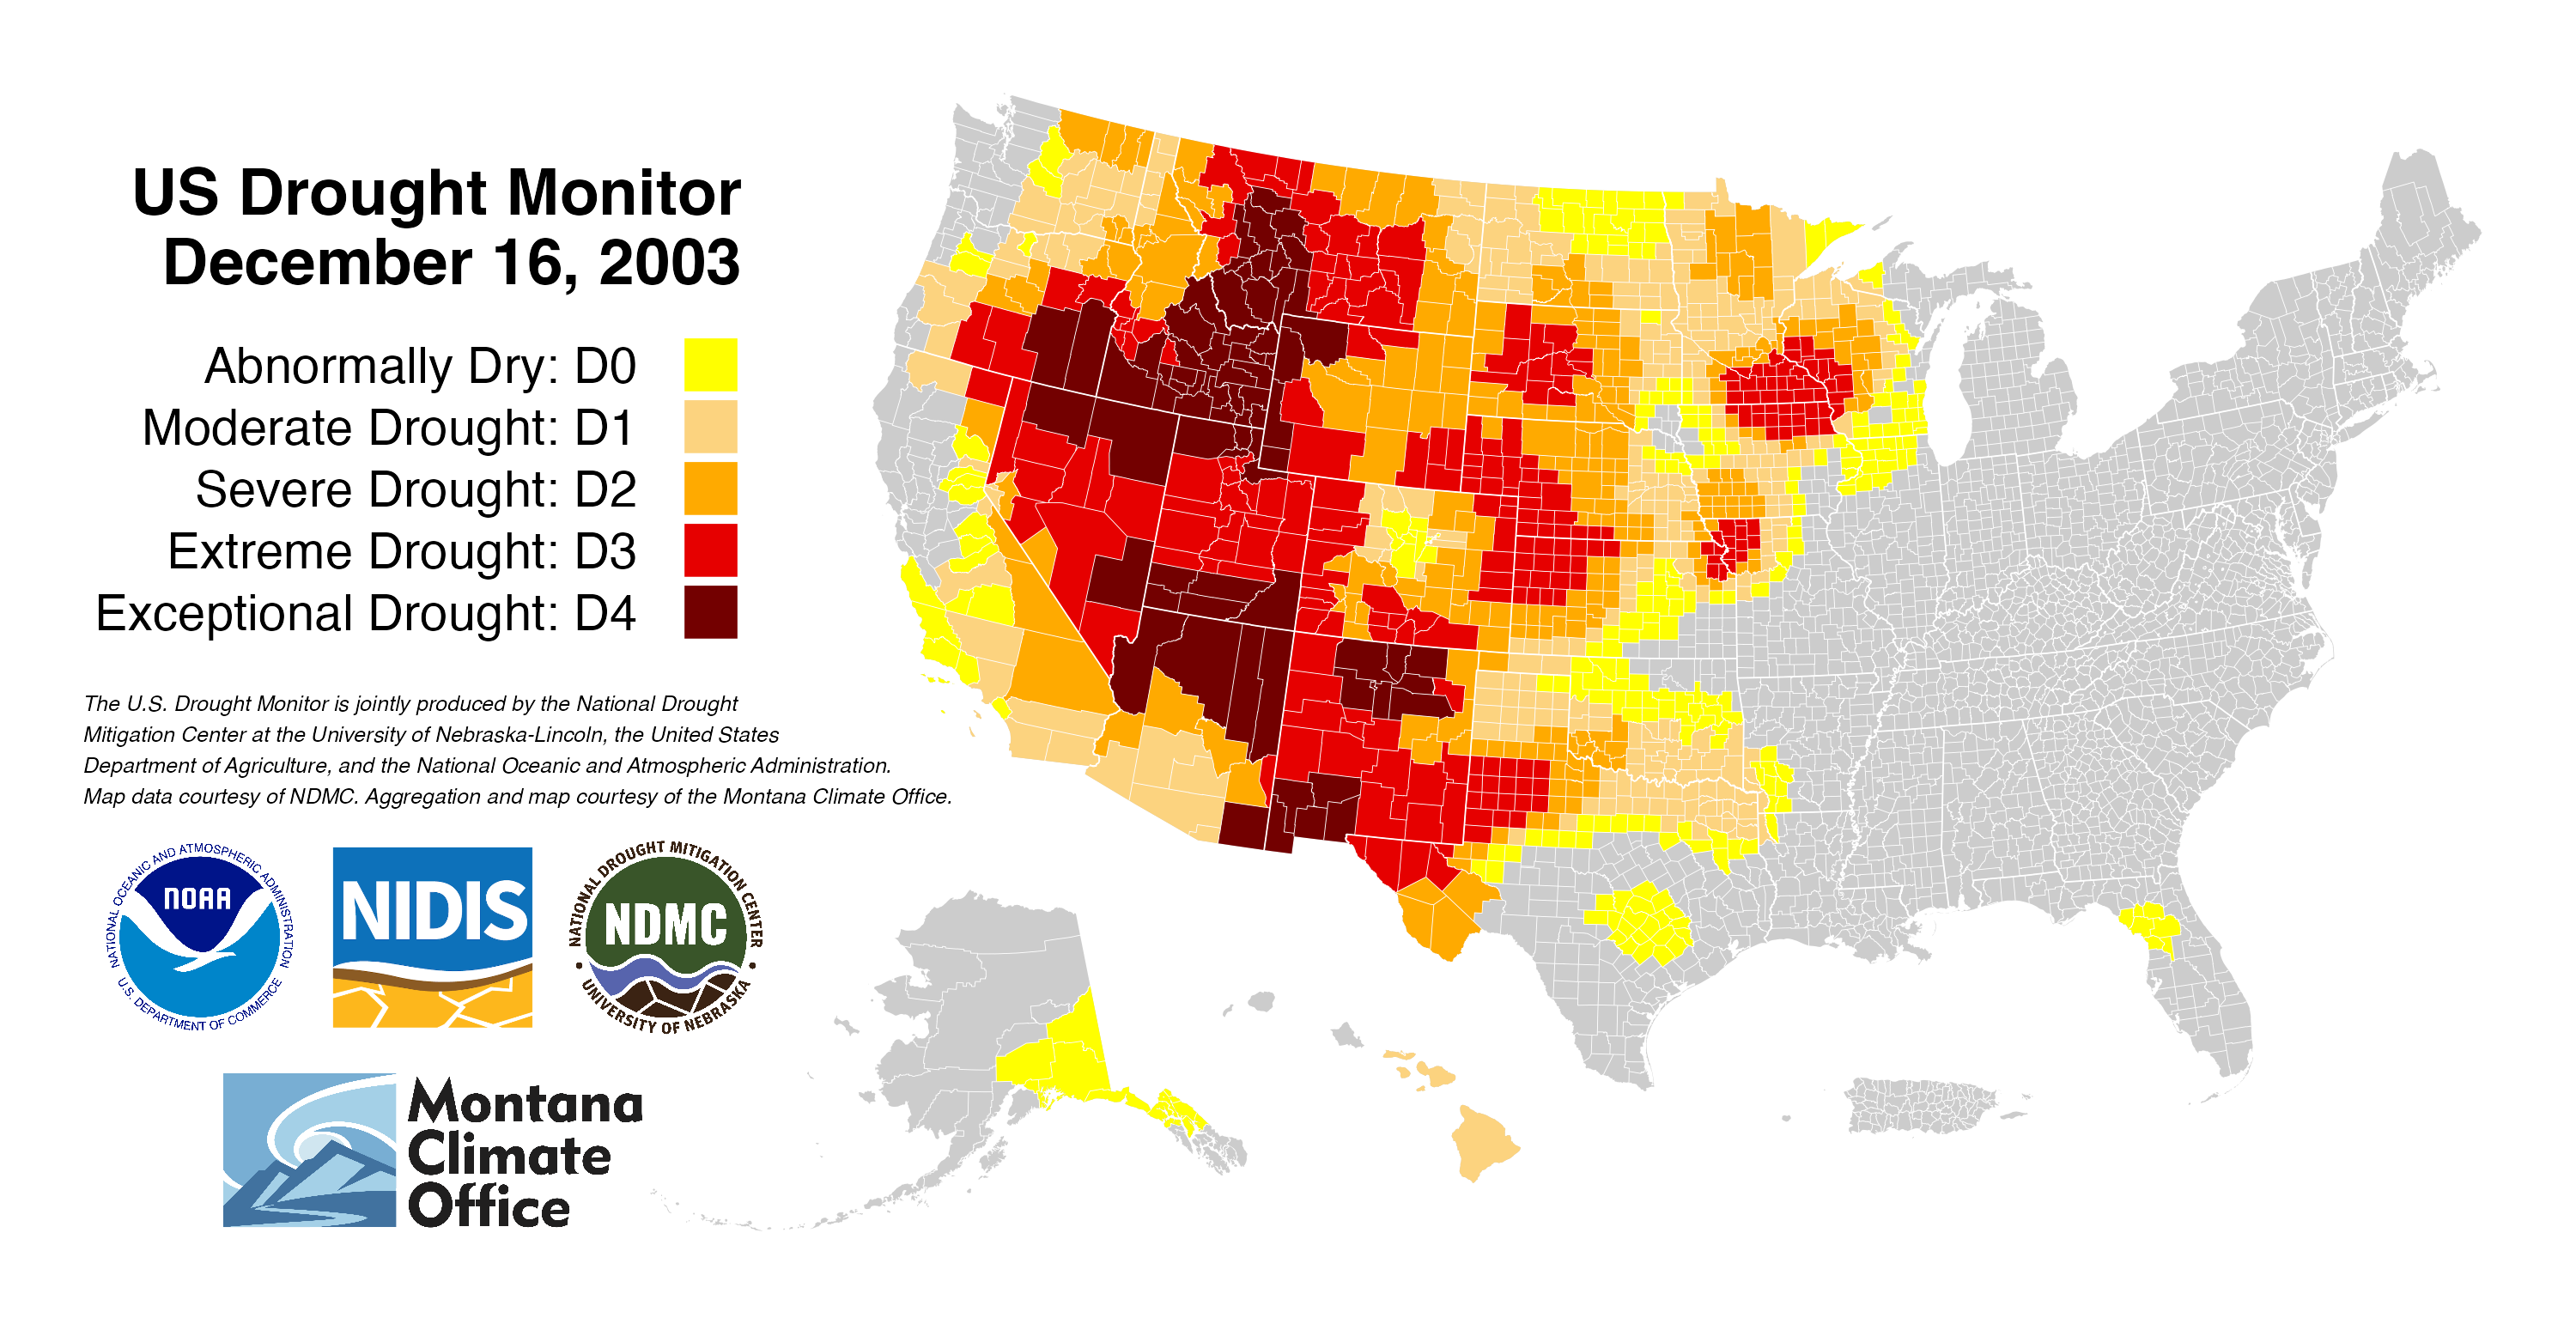 US Drought Monitor
December 16, 2003
Abnormally Dry: D0
Moderate Drought: D1
Severe Drought: D2
Extreme Drought: D3
Exceptional Drought: D4
The U.S. Drought Monitor is jointly produced by the National Drought
Mitigation Center at the University of Nebraska-Lincoln, the United States
Department of Agriculture, and the National Oceanic and Atmospheric Administration.
Map data courtesy of NDMC. Aggregation and map courtesy of the Montana Climate Office.
NATIONAL OCEANIC AND ATMOSPHERIC ADMINISTRATION
NOAA
U.S. DEPARTMENT OF COMMERCE
NIDIS
NATIONAL DROUGHT MITIGATION CENTER
NDMC
UNIVERSITY OF NEBRASKA
Montana
Climate
Office